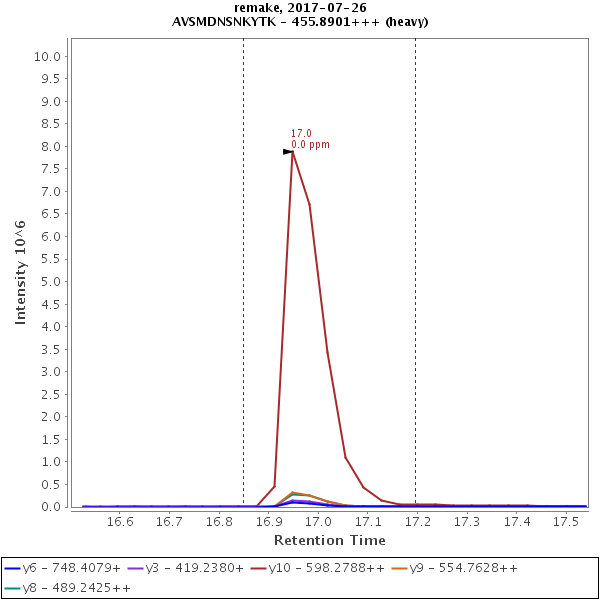 remake, 2017-07-26
AVSMDNSNKYTK - 455.8901+++ (heavy)
Intensity 10^6
10.0
9.5
9.0
8.5
8.0
7.5
7.0
6.5
6.0
5.5
5.0
4.5
4.0
3.5
3.0
2.5
2.0
1.5
1.0
0.5
0.0
17.0
0.0 ppm
16.6 16.7 16.8 16.9 17.0 17.1 17.2 17.3 17.4 17.5
Retention Time
y6 - 748.4079+ y3 - 419.2380+ y10 - 598.2788++ y9 - 554.7628++
y8 - 489.2425++